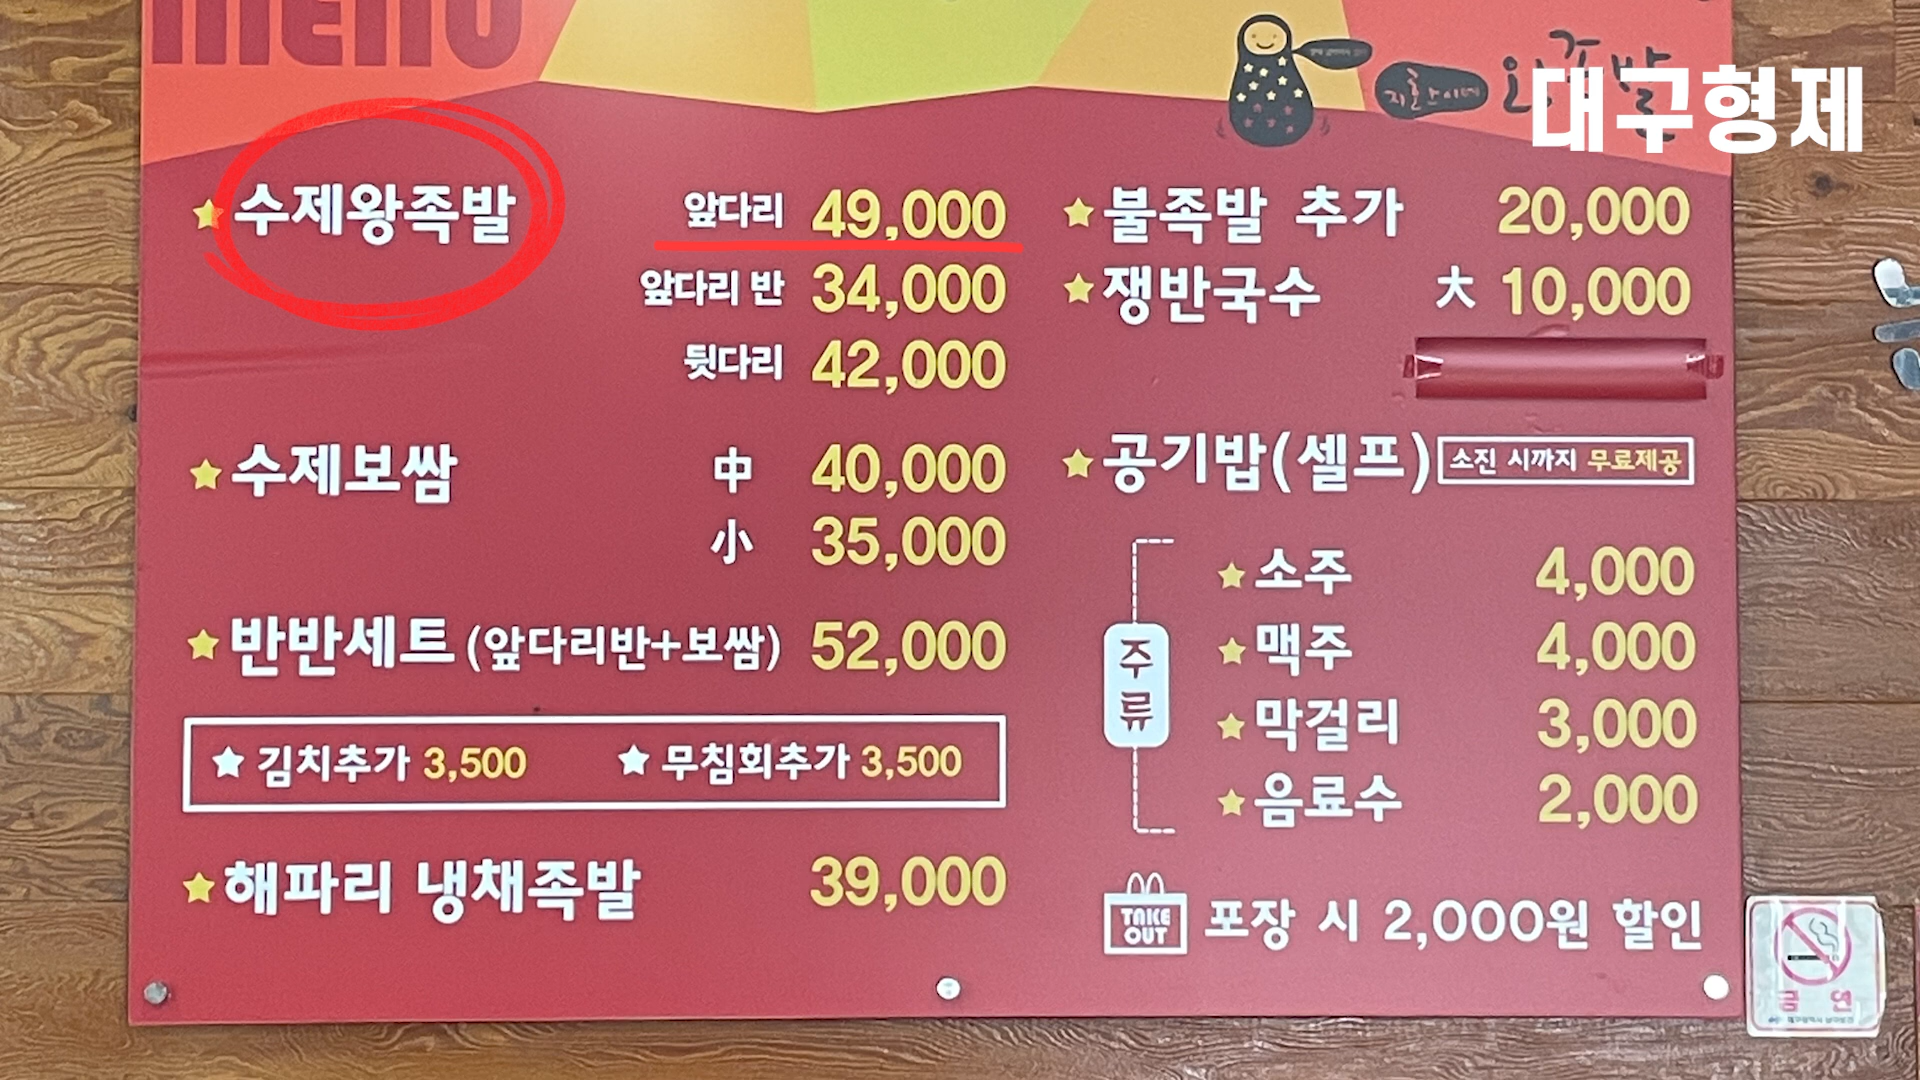 MENU
대구형제
수제왕족발 앞다리 49,000
앞다리 반 34,000
뒷다리 42,000
수제보쌈 中 40,000
小 35,000
반반세트 (앞다리반+보쌈) 52,000
김치추가 3,500 무침회추가 3,500
해파리 냉채족발 39,000
불족발 추가 20,000
쟁반국수 大 10,000
공기밥(셀프) 소진 시까지 무료제공
주류
소주 4,000
맥주 4,000
막걸리 3,000
음료수 2,000
TAKE OUT 포장 시 2,000원 할인
금 연